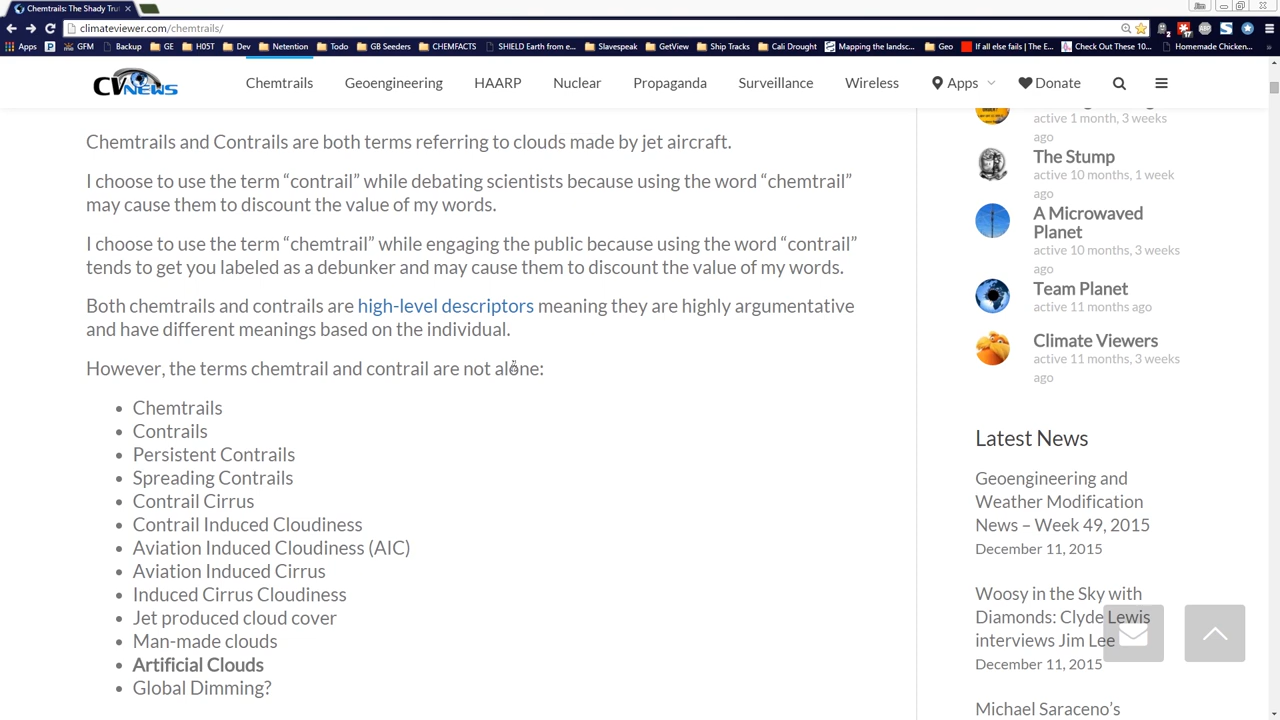 Chemtrails: The Shady Tru
climateviewer.com/chemtrails/
Apps GFM Backup GE H05T Dev Netention Todo GB Seeders CHEMFACTS SHIELD Earth from e... Slavespeak GetView Ship Tracks Cali Drought Mapping the landsc... Geo If all else fails | The E... Check Out These 10... Homemade Chicken...
CV NEWS Chemtrails Geoengineering HAARP Nuclear Propaganda Surveillance Wireless Apps Donate
Chemtrails and Contrails are both terms referring to clouds made by jet aircraft.
I choose to use the term “contrail” while debating scientists because using the word “chemtrail”
may cause them to discount the value of my words.
I choose to use the term “chemtrail” while engaging the public because using the word “contrail”
tends to get you labeled as a debunker and may cause them to discount the value of my words.
Both chemtrails and contrails are high-level descriptors meaning they are highly argumentative
and have different meanings based on the individual.
However, the terms chemtrail and contrail are not alone:
Chemtrails
Contrails
Persistent Contrails
Spreading Contrails
Contrail Cirrus
Contrail Induced Cloudiness
Aviation Induced Cloudiness (AIC)
Aviation Induced Cirrus
Induced Cirrus Cloudiness
Jet produced cloud cover
Man-made clouds
Artificial Clouds
Global Dimming?
active 1 month, 3 weeks
ago
The Stump
active 10 months, 1 week
ago
A Microwaved
Planet
active 10 months, 3 weeks
ago
Team Planet
active 11 months ago
Climate Viewers
active 11 months, 3 weeks
ago
Latest News
Geoengineering and
Weather Modification
News – Week 49, 2015
December 11, 2015
Woosy in the Sky with
Diamonds: Clyde Lewis
interviews Jim Lee
December 11, 2015
Michael Saraceno’s